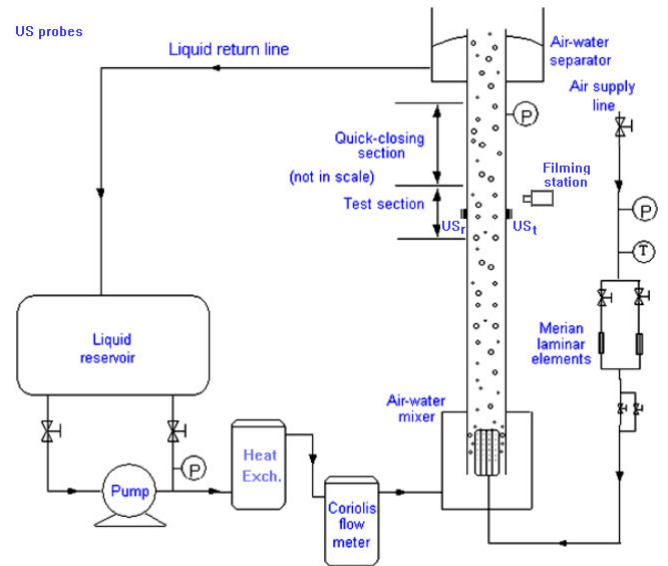 US probes
Liquid return line
Air-water
separator
Air supply
line
P
Quick-closing
section
(not in scale)
Filming
station
Test section
USr
USt
P
T
Liquid
reservoir
Merian
laminar
elements
Air-water
mixer
Heat
Exch.
P
Pump
Coriolis
flow
meter